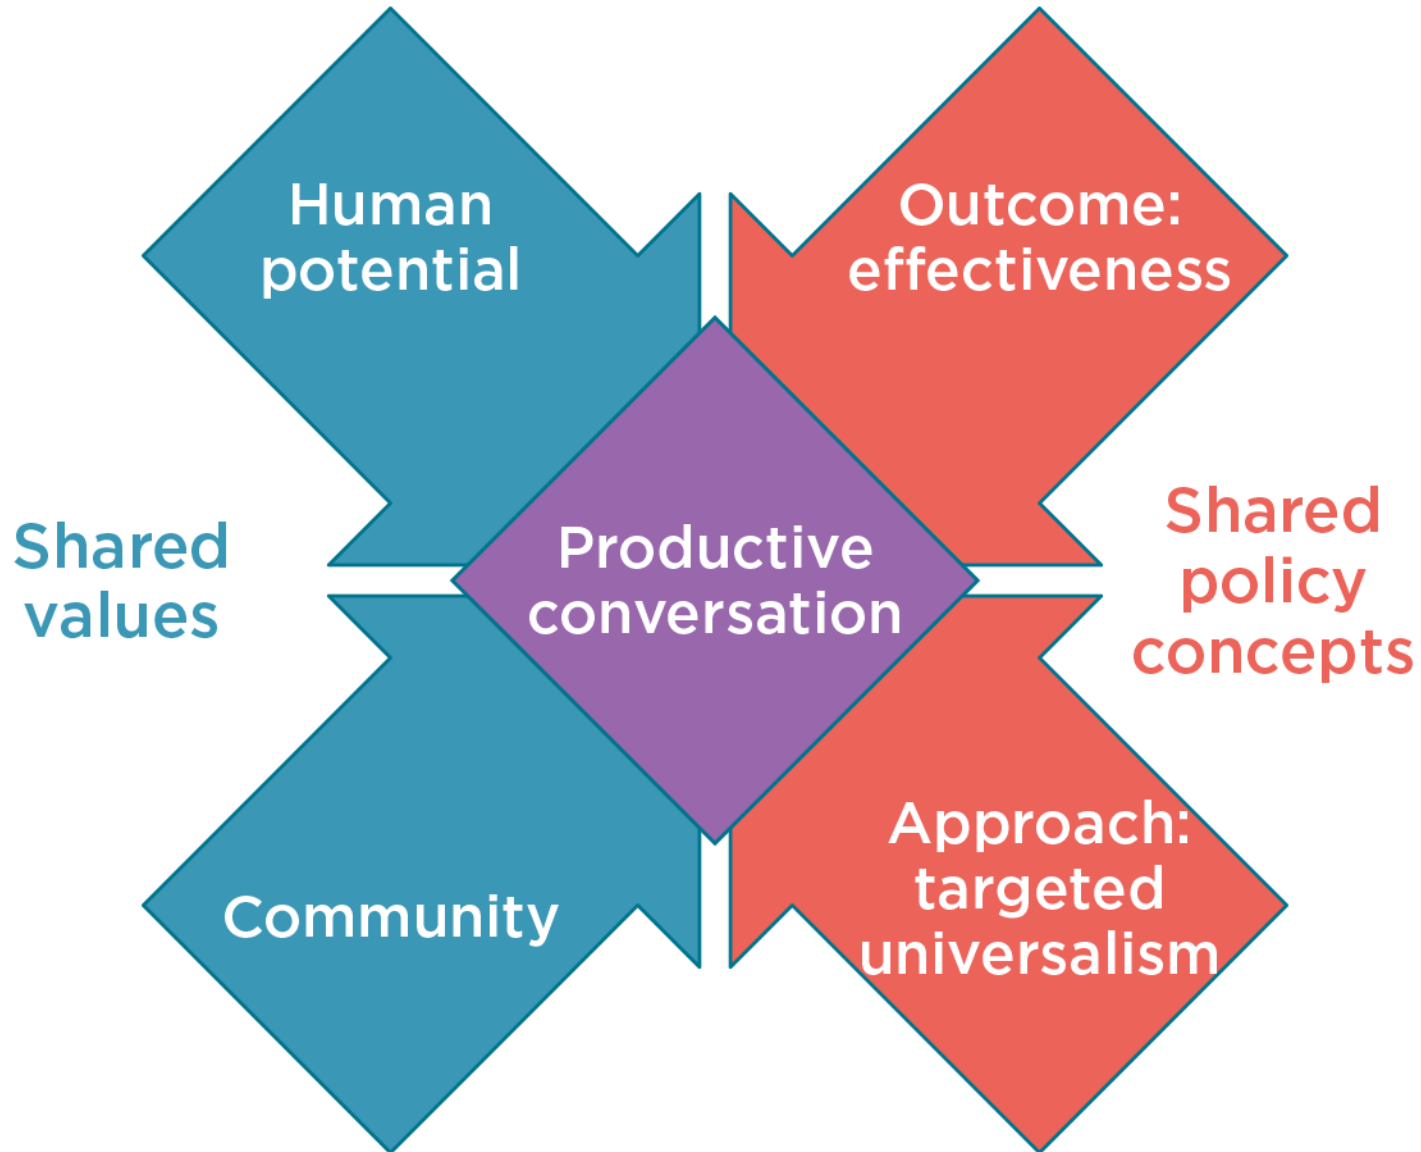 Human
potential
Outcome:
effectiveness
Shared
values
Productive
conversation
Shared
policy
concepts
Community
Approach:
targeted
universalism